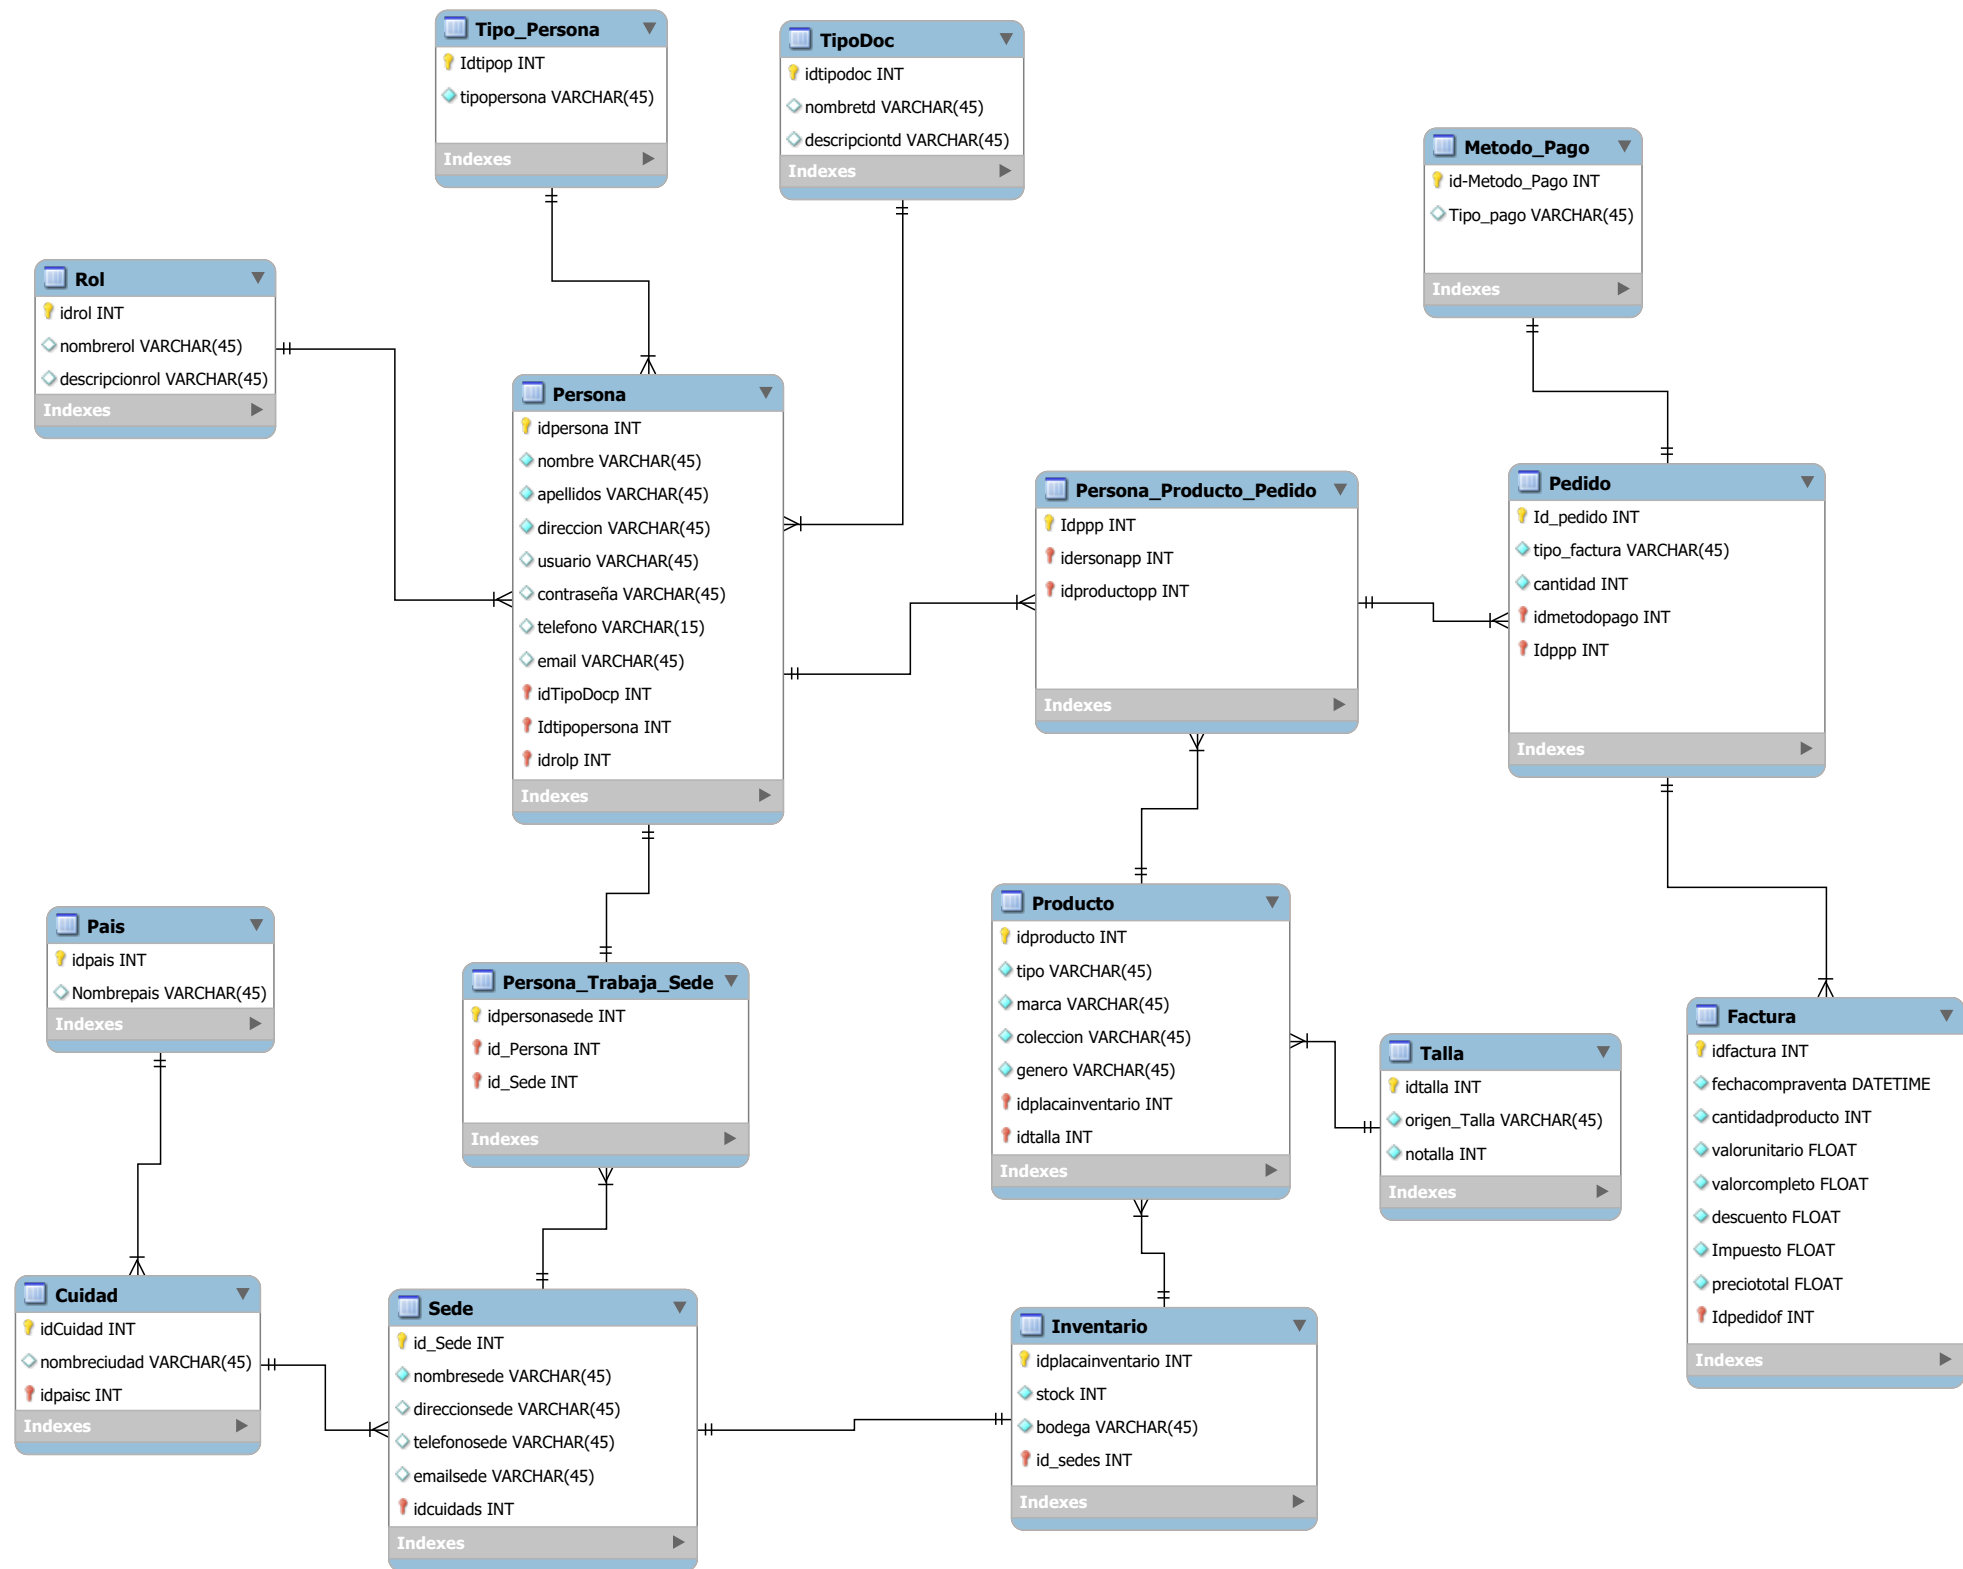 Tipo_Persona
Idtipop INT
tipopersona VARCHAR(45)
Indexes
TipoDoc
idtipodoc INT
nombretd VARCHAR(45)
descripciontd VARCHAR(45)
Indexes
Metodo_Pago
id-Metodo_Pago INT
Tipo_pago VARCHAR(45)
Indexes
Rol
idrol INT
nombrerol VARCHAR(45)
descripcionrol VARCHAR(45)
Indexes
Persona
idpersona INT
nombre VARCHAR(45)
apellidos VARCHAR(45)
direccion VARCHAR(45)
usuario VARCHAR(45)
contraseña VARCHAR(45)
telefono VARCHAR(15)
email VARCHAR(45)
idTipoDocp INT
Idtipopersona INT
idrolp INT
Indexes
Persona_Producto_Pedido
Idppp INT
idersonapp INT
idproductopp INT
Indexes
Pedido
Id_pedido INT
tipo_factura VARCHAR(45)
cantidad INT
idmetodopago INT
Idppp INT
Indexes
Pais
idpais INT
Nombrepais VARCHAR(45)
Indexes
Persona_Trabaja_Sede
idpersonasede INT
id_Persona INT
id_Sede INT
Indexes
Producto
idproducto INT
tipo VARCHAR(45)
marca VARCHAR(45)
coleccion VARCHAR(45)
genero VARCHAR(45)
idplacainventario INT
idtalla INT
Indexes
Talla
idtalla INT
origen_Talla VARCHAR(45)
notalla INT
Indexes
Factura
idfactura INT
fechacompraventa DATETIME
cantidadproducto INT
valorunitario FLOAT
valorcompleto FLOAT
descuento FLOAT
Impuesto FLOAT
preciototal FLOAT
Idpedidof INT
Indexes
Cuidad
idCuidad INT
nombreciudad VARCHAR(45)
idpaisc INT
Indexes
Sede
id_Sede INT
nombresede VARCHAR(45)
direccionsede VARCHAR(45)
telefonosede VARCHAR(45)
emailsede VARCHAR(45)
idcuidads INT
Indexes
Inventario
idplacainventario INT
stock INT
bodega VARCHAR(45)
id_sedes INT
Indexes